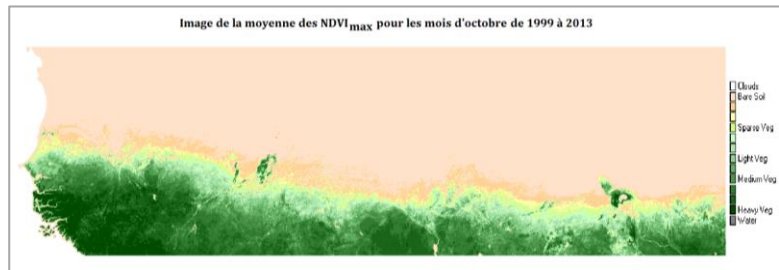 Image de la moyenne des NDVImax pour les mois d'octobre de 1999 à 2013
Clouds
Bare Soil
Sparse Veg
Light Veg
Medium Veg
Heavy Veg
Water